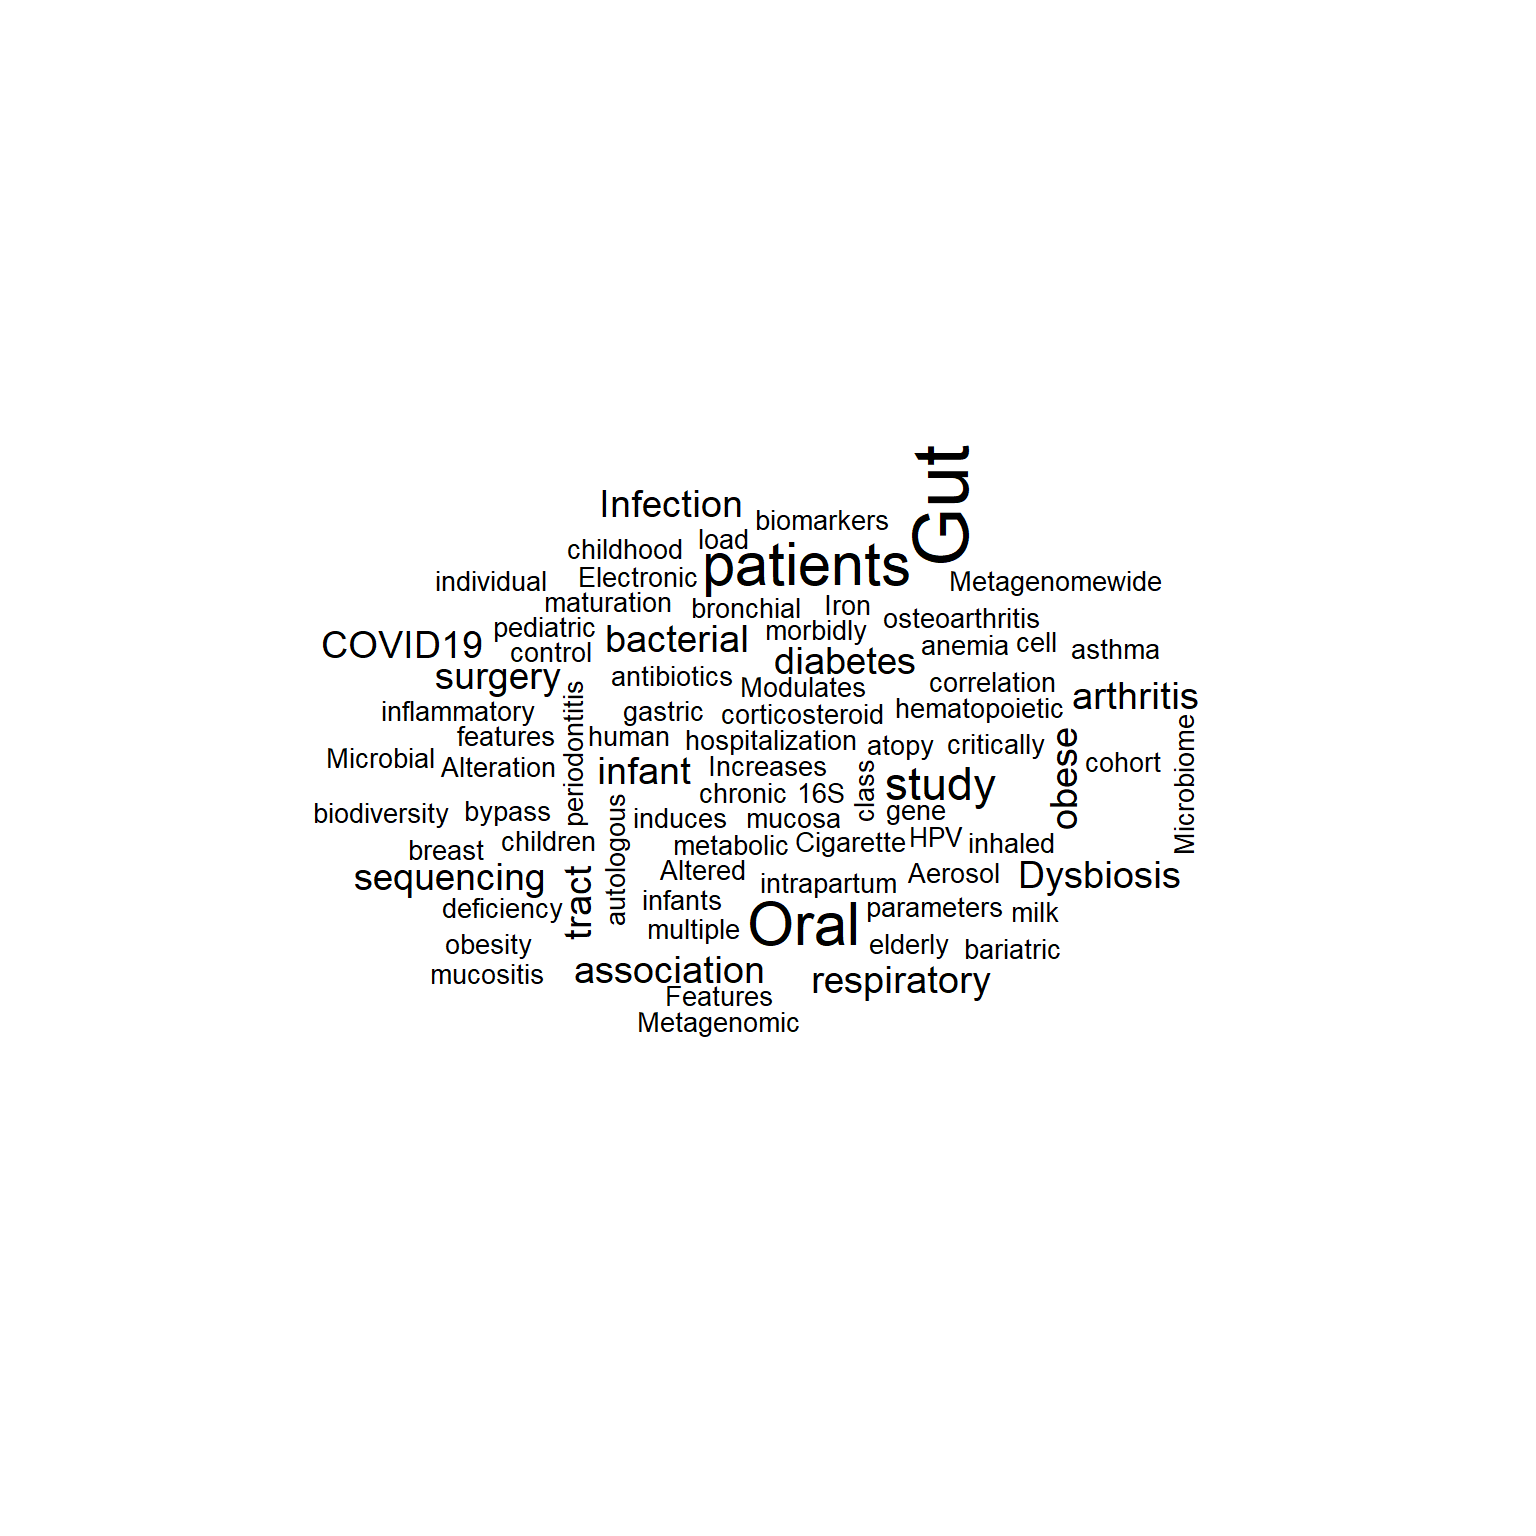 Gut
Infection
biomarkers
load
childhood
patients
individual
Electronic
Metagenomewide
maturation
bronchial
Iron
osteoarthritis
pediatric
COVID19
bacterial
morbidly
anemia
cell
asthma
control
diabetes
surgery
antibiotics
Modulates
correlation
arthritis
inflammatory
periodontitis
gastric
corticosteroid
hematopoietic
features
human
hospitalization
atopy
critically
Microbial
Alteration
infant
Increases
obese
cohort
Microbiome
chronic
16S
class
study
biodiversity
bypass
autologous
induces
mucosa
gene
breast
children
metabolic
Cigarette
HPV
inhaled
sequencing
tract
Altered
intrapartum
Aerosol
Dysbiosis
deficiency
infants
multiple
Oral
parameters
milk
obesity
elderly
bariatric
mucositis
association
respiratory
Features
Metagenomic